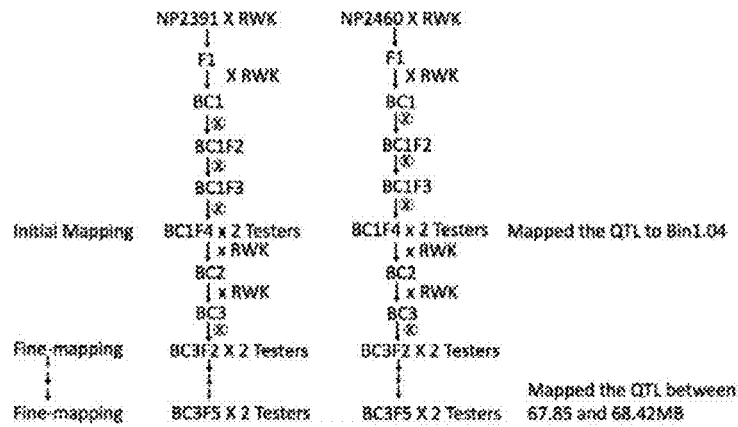 NP2391 X RWK NP2460 X RWK
F1 F1
X RWK X RWK
BC1 BC1
ⓧ ⓧ
BC1F2 BC1F2
ⓧ ⓧ
BC1F3 BC1F3
ⓧ ⓧ
Initial Mapping BC1F4 x 2 Testers BC1F4 x 2 Testers Mapped the QTL to Bin1.04
x RWK x RWK
BC2 BC2
x RWK x RWK
BC3 BC3
ⓧ ⓧ
Fine-mapping BC3F2 X 2 Testers BC3F2 X 2 Testers
Mapped the QTL between
Fine-mapping BC3F5 X 2 Testers BC3F5 X 2 Testers 67.85 and 68.42MB